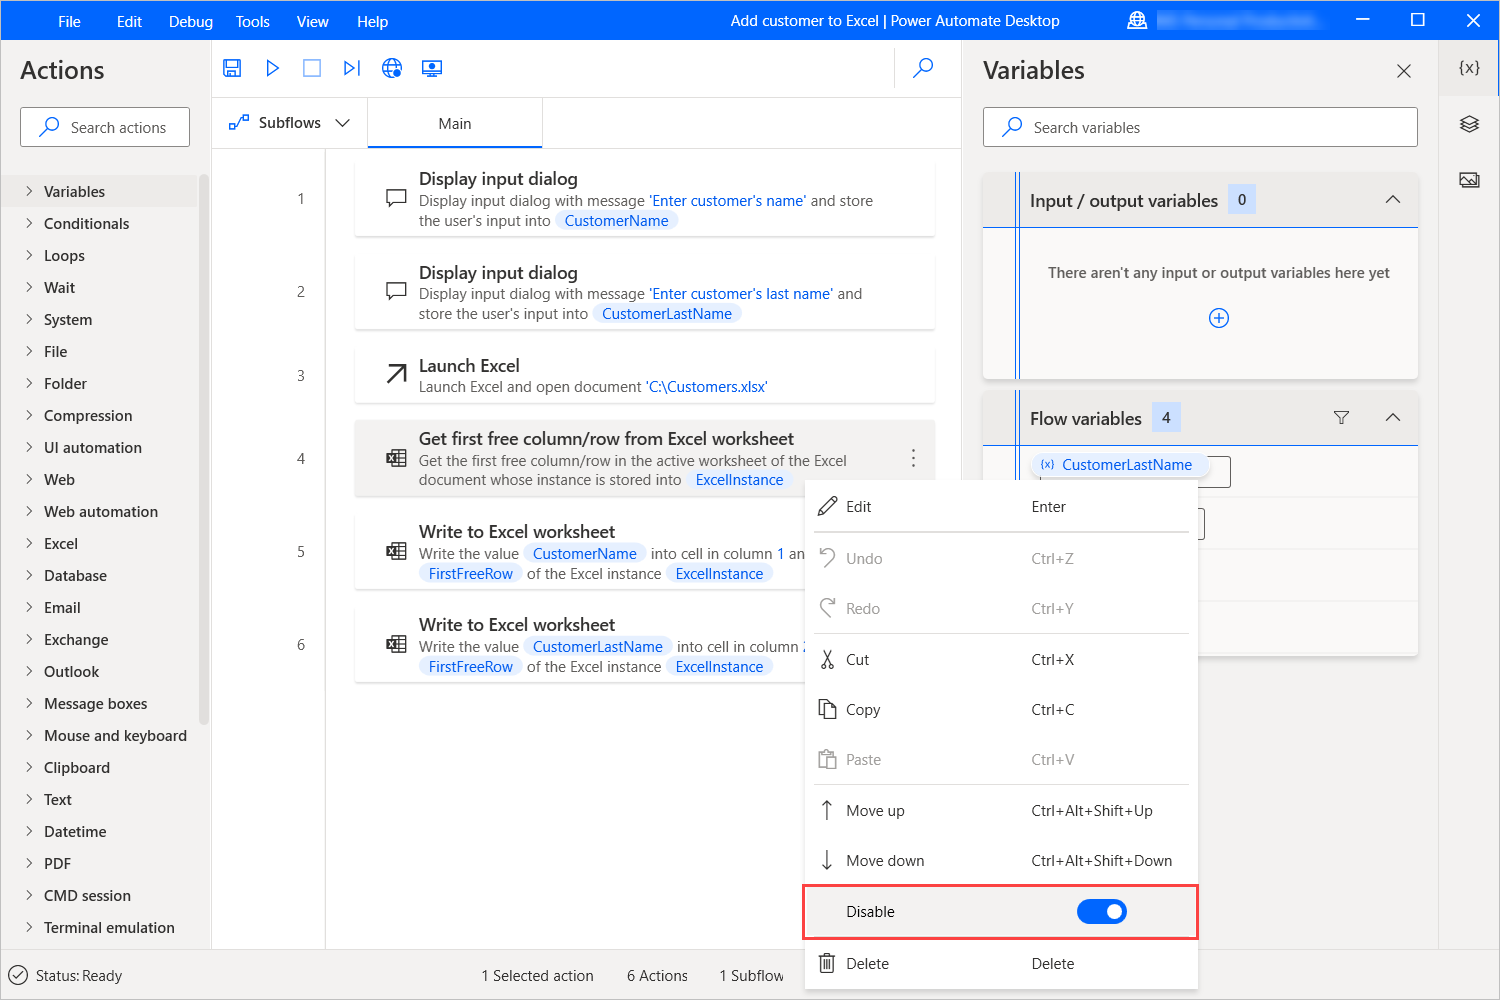 File Edit Debug Tools View Help Add customer to Excel | Power Automate Desktop
Actions
Search actions
Variables
Conditionals
Loops
Wait
System
File
Folder
Compression
UI automation
Web
Web automation
Excel
Database
Email
Exchange
Outlook
Message boxes
Mouse and keyboard
Clipboard
Text
Datetime
PDF
CMD session
Terminal emulation
Subflows Main
1
Display input dialog
Display input dialog with message 'Enter customer's name' and store
the user's input into CustomerName
2
Display input dialog
Display input dialog with message 'Enter customer's last name' and
store the user's input into CustomerLastName
3
Launch Excel
Launch Excel and open document 'C:\Customers.xlsx'
4
Get first free column/row from Excel worksheet
Get the first free column/row in the active worksheet of the Excel
document whose instance is stored into ExcelInstance
5
Write to Excel worksheet
Write the value CustomerName into cell in column 1 an
FirstFreeRow of the Excel instance ExcelInstance
6
Write to Excel worksheet
Write the value CustomerLastName into cell in column
FirstFreeRow of the Excel instance ExcelInstance
Edit Enter
Undo Ctrl+Z
Redo Ctrl+Y
Cut Ctrl+X
Copy Ctrl+C
Paste Ctrl+V
Move up Ctrl+Alt+Shift+Up
Move down Ctrl+Alt+Shift+Down
Disable
Delete Delete
Variables
{x}
Search variables
Input / output variables 0
There aren't any input or output variables here yet
Flow variables 4
{x} CustomerLastName
Status: Ready 1 Selected action 6 Actions 1 Subflow